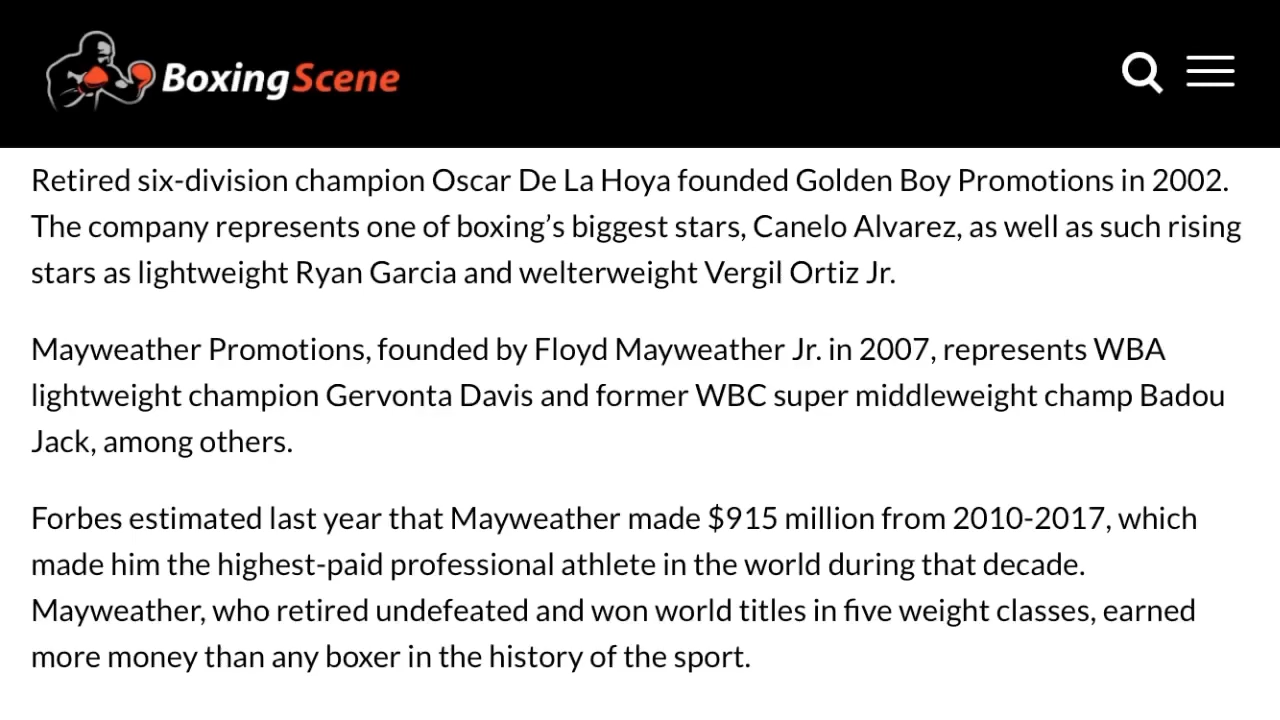 BoxingScene
Retired six-division champion Oscar De La Hoya founded Golden Boy Promotions in 2002.
The company represents one of boxing’s biggest stars, Canelo Alvarez, as well as such rising
stars as lightweight Ryan Garcia and welterweight Vergil Ortiz Jr.
Mayweather Promotions, founded by Floyd Mayweather Jr. in 2007, represents WBA
lightweight champion Gervonta Davis and former WBC super middleweight champ Badou
Jack, among others.
Forbes estimated last year that Mayweather made $915 million from 2010-2017, which
made him the highest-paid professional athlete in the world during that decade.
Mayweather, who retired undefeated and won world titles in five weight classes, earned
more money than any boxer in the history of the sport.